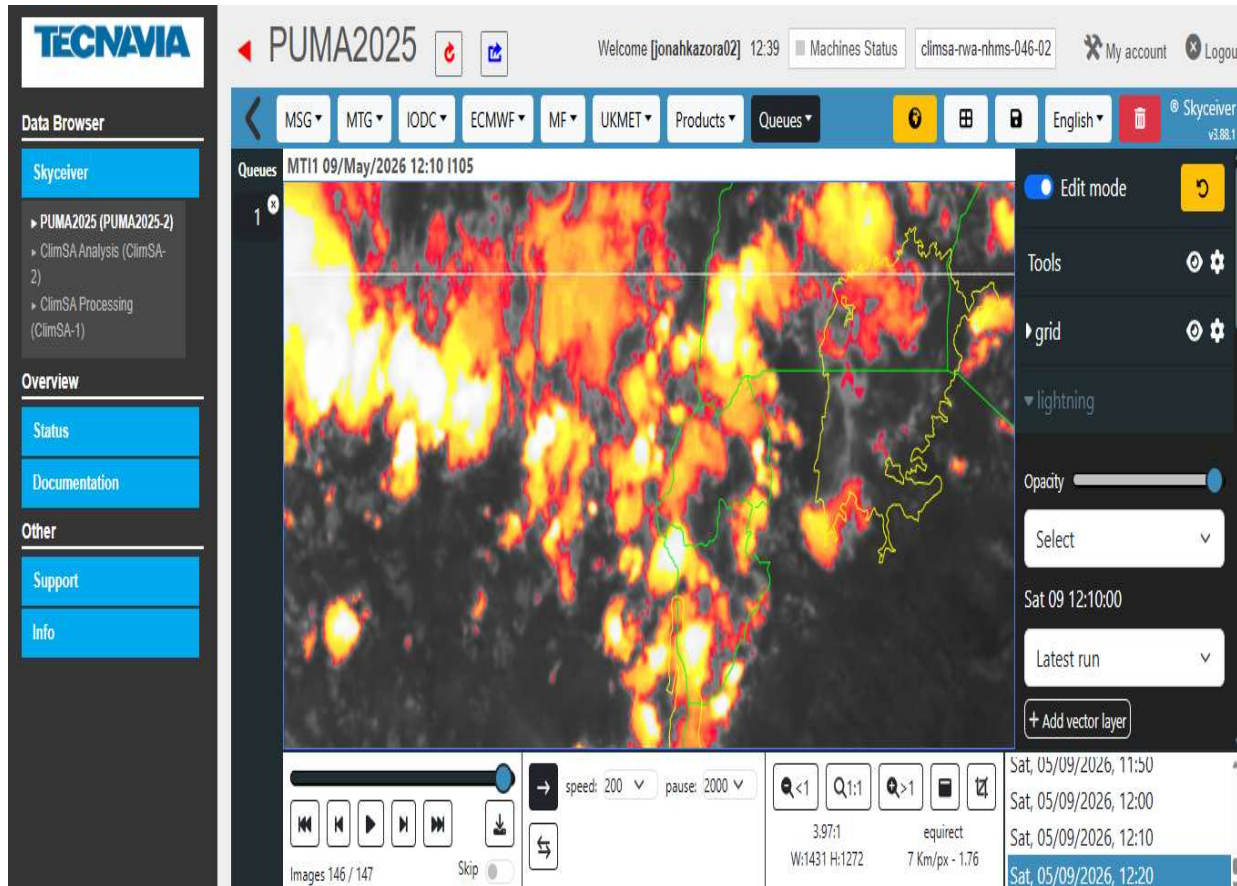 TECNAVIA
PUMA2025
Welcome [jonahkazora02] 12:39
Machines Status
climsa-rwa-nhms-046-02
My account
Logou
Data Browser
Skyceiver
▸ PUMA2025 (PUMA2025-2)
▸ ClimSA Analysis (ClimSA-
2)
▸ ClimSA Processing
(ClimSA-1)
Overview
Status
Documentation
Other
Support
Info
MSG
MTG
IODC
ECMWF
MF
UKMET
Products
Queues
English
© Skyceiver
v3.88.1
Queues
1
MTI1 09/May/2026 12:10 I105
Edit mode
Tools
grid
lightning
Opacity
Select
Sat 09 12:10:00
Latest run
+ Add vector layer
Images 146 / 147
Skip
speed: 200
pause: 2000
<1
1:1
>1
3.97:1
equirect
W:1431 H:1272
7 Km/px - 1.76
Sat, 05/09/2026, 11:50
Sat, 05/09/2026, 12:00
Sat, 05/09/2026, 12:10
Sat, 05/09/2026, 12:20